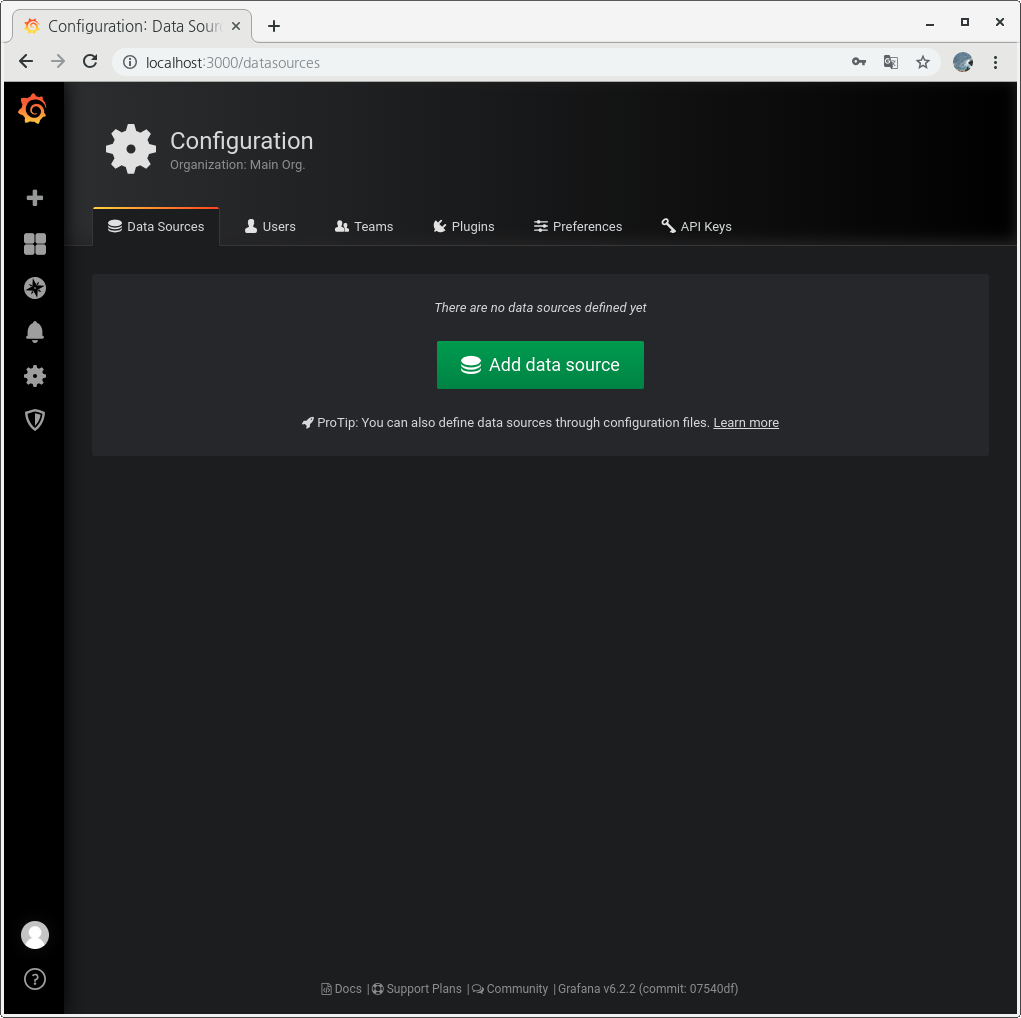 Configuration: Data Sour
localhost:3000/datasources
Configuration
Organization: Main Org.
Data Sources Users Teams Plugins Preferences API Keys
There are no data sources defined yet
Add data source
ProTip: You can also define data sources through configuration files. Learn more
Docs | Support Plans | Community | Grafana v6.2.2 (commit: 07540df)